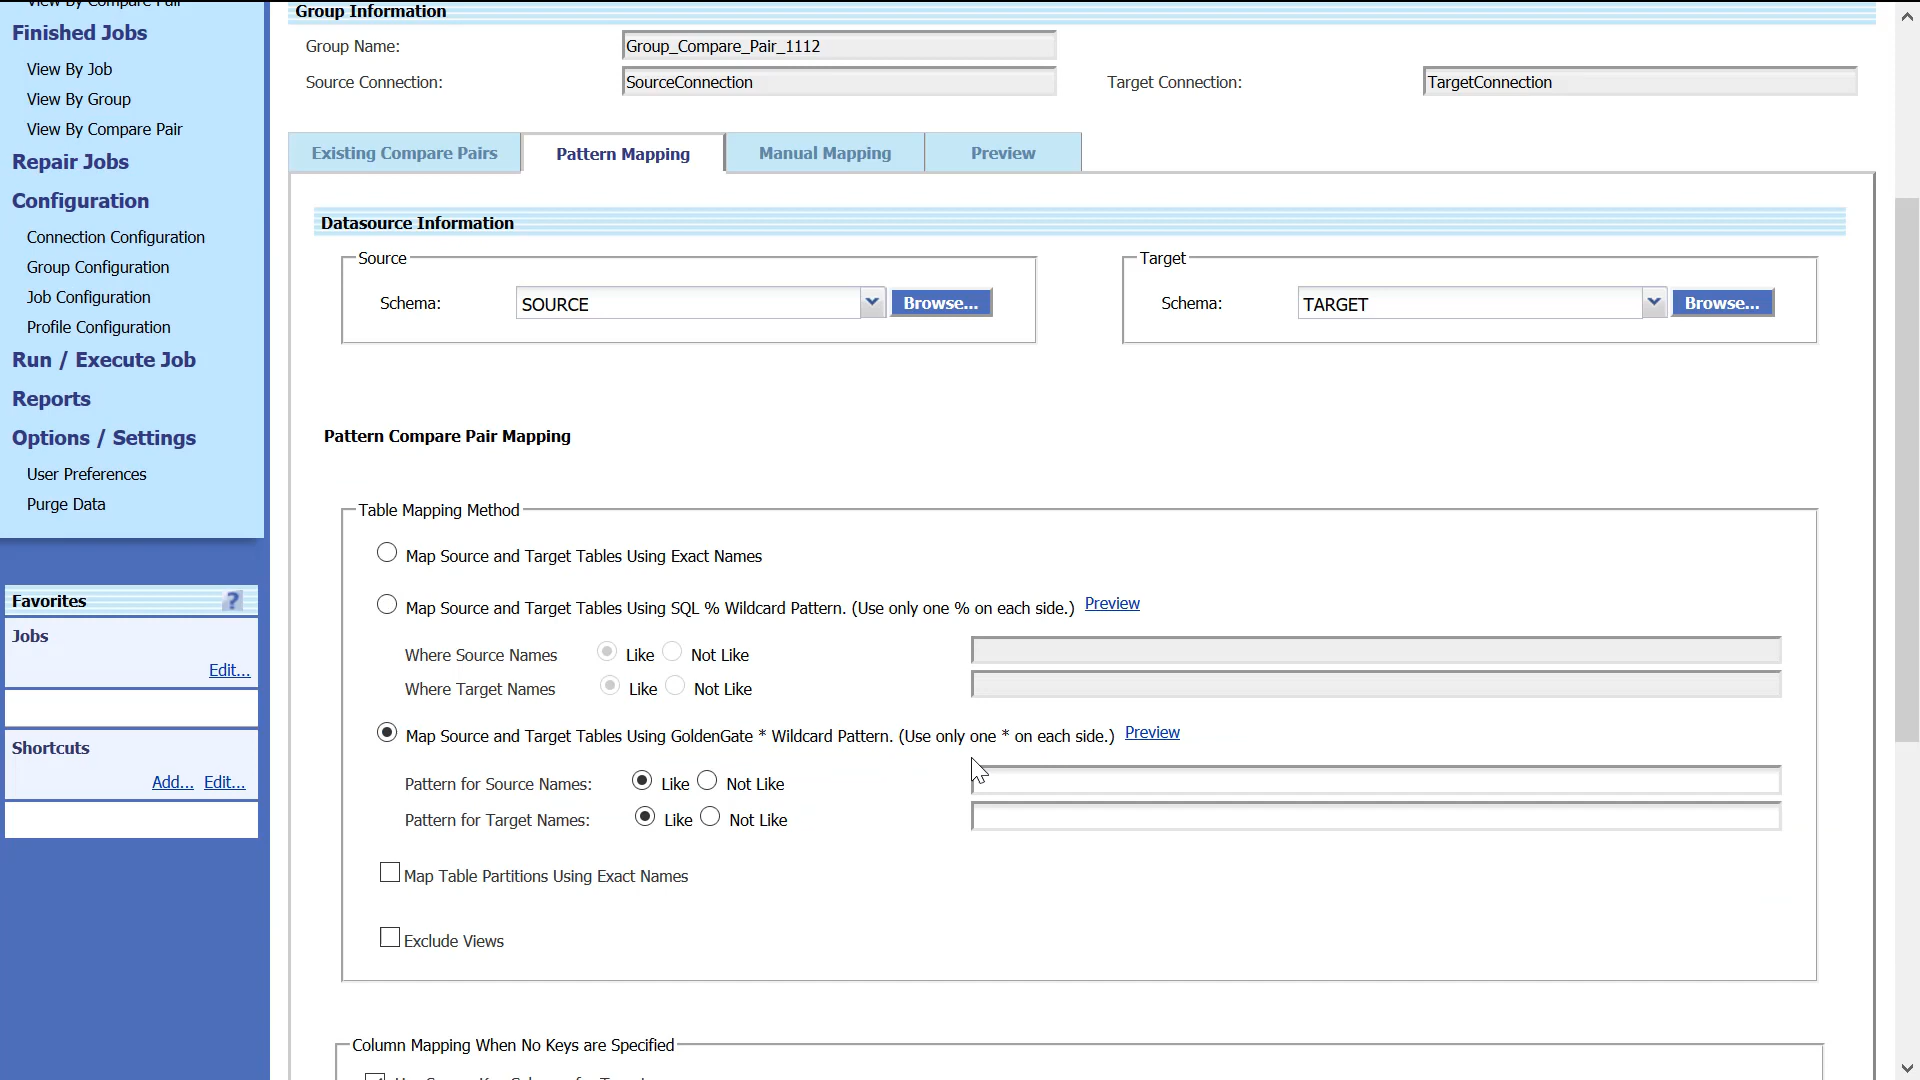 View By Compare Pair
Finished Jobs
View By Job
View By Group
View By Compare Pair
Repair Jobs
Configuration
Connection Configuration
Group Configuration
Job Configuration
Profile Configuration
Run / Execute Job
Reports
Options / Settings
User Preferences
Purge Data
Favorites ?
Jobs
Edit...
Shortcuts
Add... Edit...
Group Information
Group Name: Group_Compare_Pair_1112
Source Connection: SourceConnection Target Connection: TargetConnection
Existing Compare Pairs Pattern Mapping Manual Mapping Preview
Datasource Information
Source Target
Schema: SOURCE Browse... Schema: TARGET Browse...
Pattern Compare Pair Mapping
Table Mapping Method
Map Source and Target Tables Using Exact Names
Map Source and Target Tables Using SQL % Wildcard Pattern. (Use only one % on each side.) Preview
Where Source Names Like Not Like
Where Target Names Like Not Like
Map Source and Target Tables Using GoldenGate * Wildcard Pattern. (Use only one * on each side.) Preview
Pattern for Source Names: Like Not Like
Pattern for Target Names: Like Not Like
Map Table Partitions Using Exact Names
Exclude Views
Column Mapping When No Keys are Specified